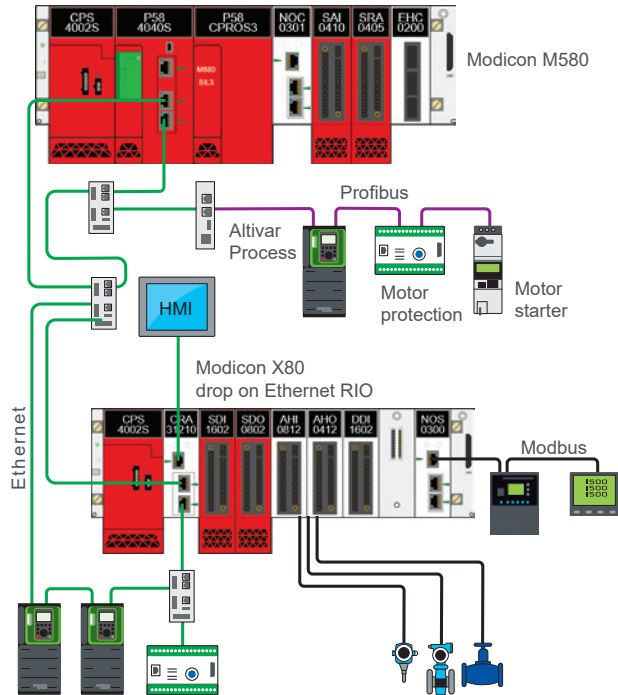 CPS
4002S
P58
4040S
P58
CPROS3
NOC
0301
SAI
0410
SRA
0405
EHC
0200
M580
SIL3
Modicon M580
Profibus
Altivar
Process
Motor
protection
Motor
starter
HMI
Modicon X80
drop on Ethernet RIO
Ethernet
CPS
4002S
CRA
31210
SDI
1602
SDO
0802
AHI
0812
AHO
0412
DDI
1602
NOS
0300
Modbus
1500
1500
1500